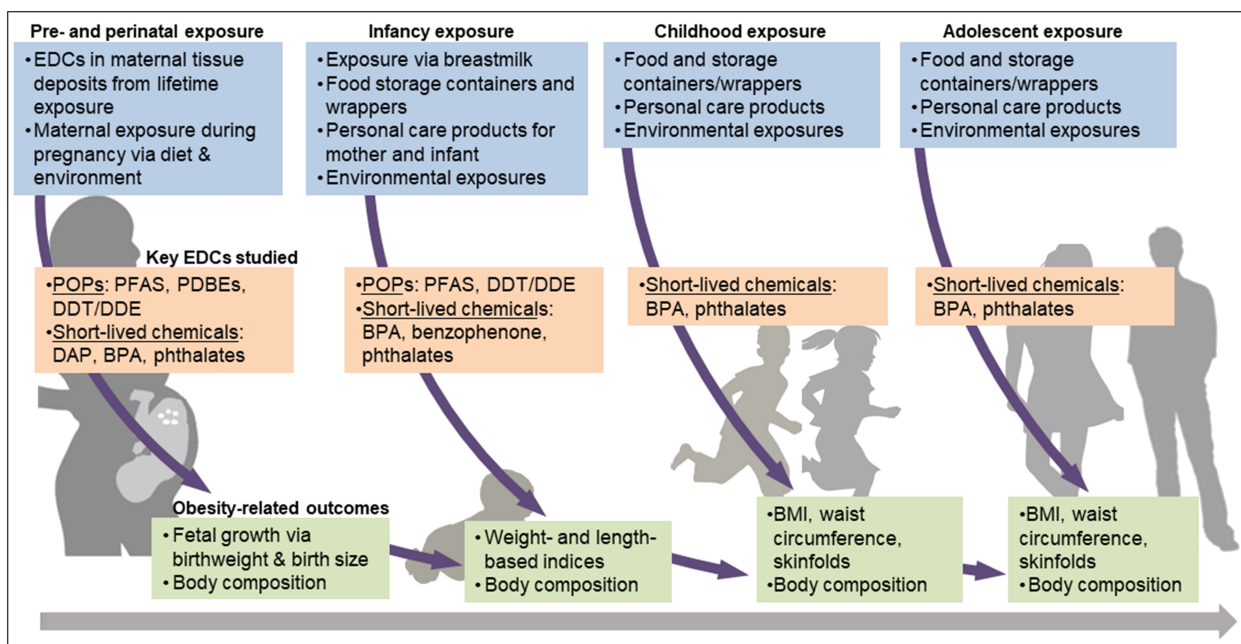 Pre- and perinatal exposure
• EDCs in maternal tissue
deposits from lifetime
exposure
• Maternal exposure during
pregnancy via diet &
environment
Infancy exposure
• Exposure via breastmilk
• Food storage containers and
wrappers
• Personal care products for
mother and infant
• Environmental exposures
Childhood exposure
• Food and storage
containers/wrappers
• Personal care products
• Environmental exposures
Adolescent exposure
• Food and storage
containers/wrappers
• Personal care products
• Environmental exposures
Key EDCs studied
• POPs: PFAS, PDBEs,
DDT/DDE
• Short-lived chemicals:
DAP, BPA, phthalates
• POPs: PFAS, DDT/DDE
• Short-lived chemicals:
BPA, benzophenone,
phthalates
• Short-lived chemicals:
BPA, phthalates
• Short-lived chemicals:
BPA, phthalates
Obesity-related outcomes
• Fetal growth via
birthweight & birth size
• Body composition
• Weight- and length-
based indices
• Body composition
• BMI, waist
circumference,
skinfolds
• Body composition
• BMI, waist
circumference,
skinfolds
• Body composition